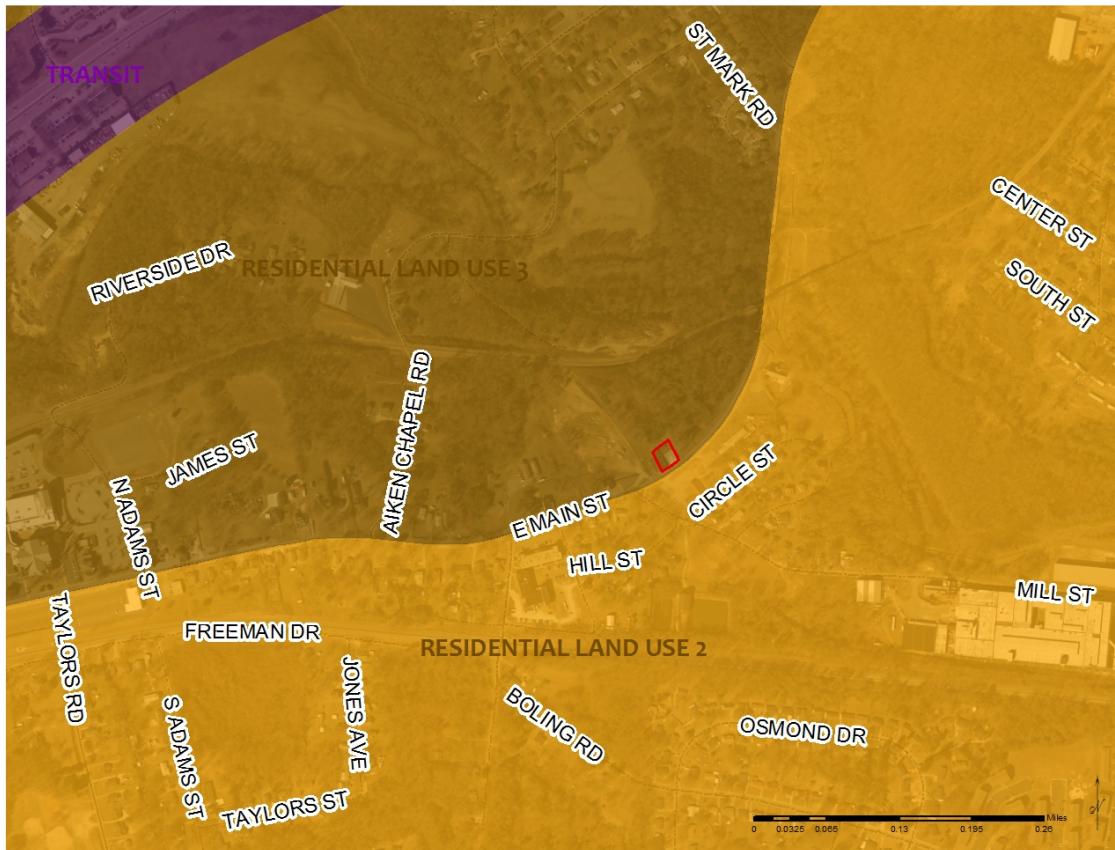 TRANSIT
ST MARK RD
CENTER ST
RIVERSIDE DR
RESIDENTIAL LAND USE 3
SOUTH ST
AIKEN CHAPEL RD
JAMES ST
CIRCLE ST
N ADAMS ST
E MAIN ST
HILL ST
MILL ST
TAYLORS RD
FREEMAN DR
RESIDENTIAL LAND USE 2
JONES AVE
S ADAMS ST
BOLING RD
OSMOND DR
TAYLORS ST
N
Miles
0 0.0325 0.065 0.13 0.195 0.26